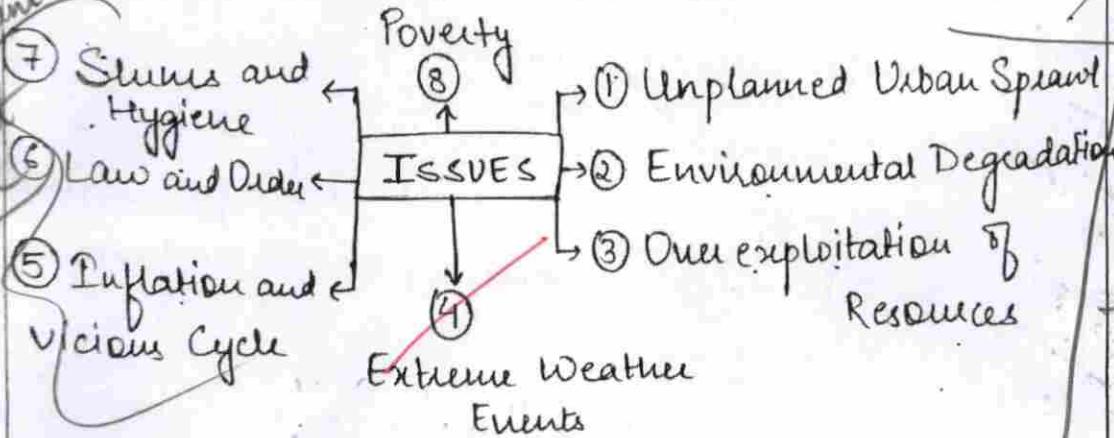 Poverty
⑧
⑦ Slums and
Hygiene
⑥ Law and Order
⑤ Inflation and
Vicious Cycle
ISSUES
① Unplanned Urban Sprawl
② Environmental Degradation
③ Over exploitation of
Resources
④
Extreme Weather
Events